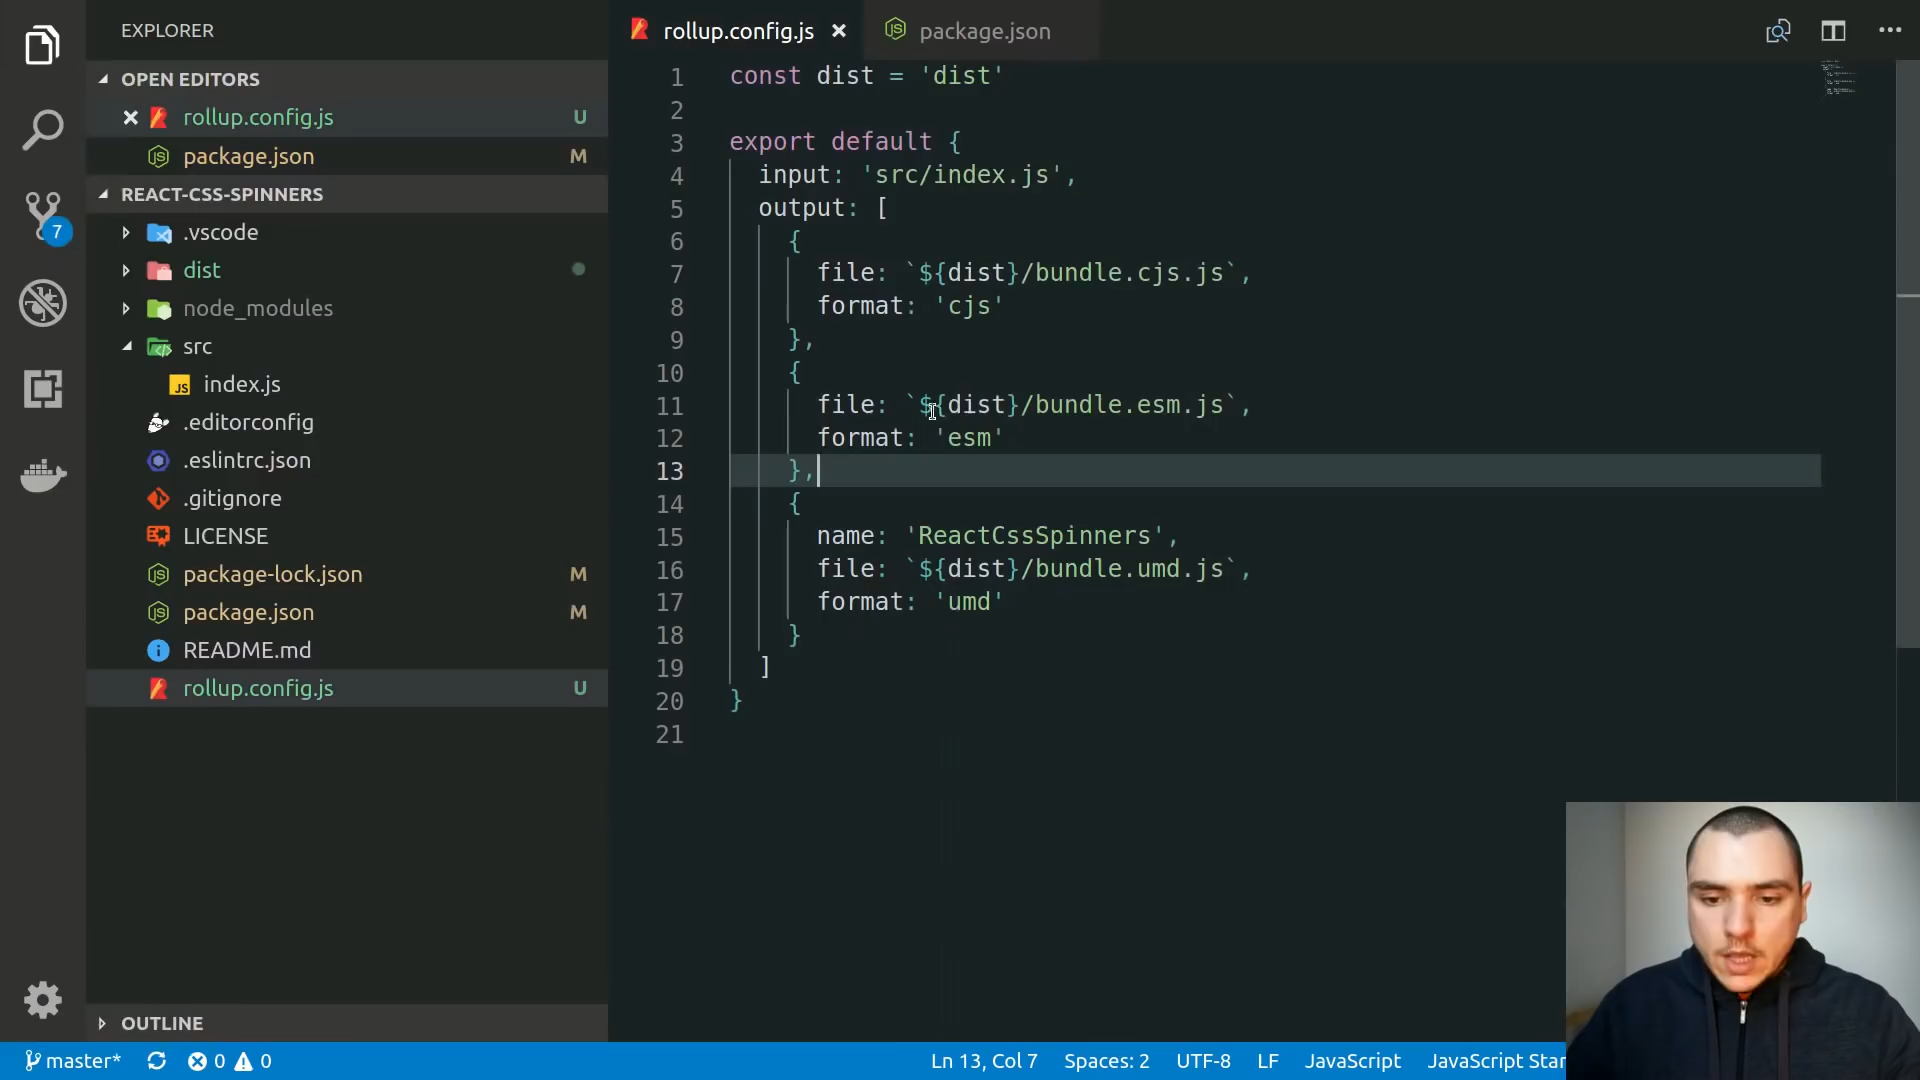 EXPLORER
OPEN EDITORS
rollup.config.js U
package.json M
REACT-CSS-SPINNERS
.vscode
dist
node_modules
src
JS index.js
.editorconfig
.eslintrc.json
.gitignore
LICENSE
package-lock.json M
package.json M
README.md
rollup.config.js U
OUTLINE
7
rollup.config.js
package.json
1 const dist = 'dist'
2
3 export default {
4 input: 'src/index.js',
5 output: [
6 {
7 file: `${dist}/bundle.cjs.js`,
8 format: 'cjs'
9 },
10 {
11 file: `${dist}/bundle.esm.js`,
12 format: 'esm'
13 },
14 {
15 name: 'ReactCssSpinners',
16 file: `${dist}/bundle.umd.js`,
17 format: 'umd'
18 }
19 ]
20 }
21
master* 0 0 Ln 13, Col 7 Spaces: 2 UTF-8 LF JavaScript JavaScript Star